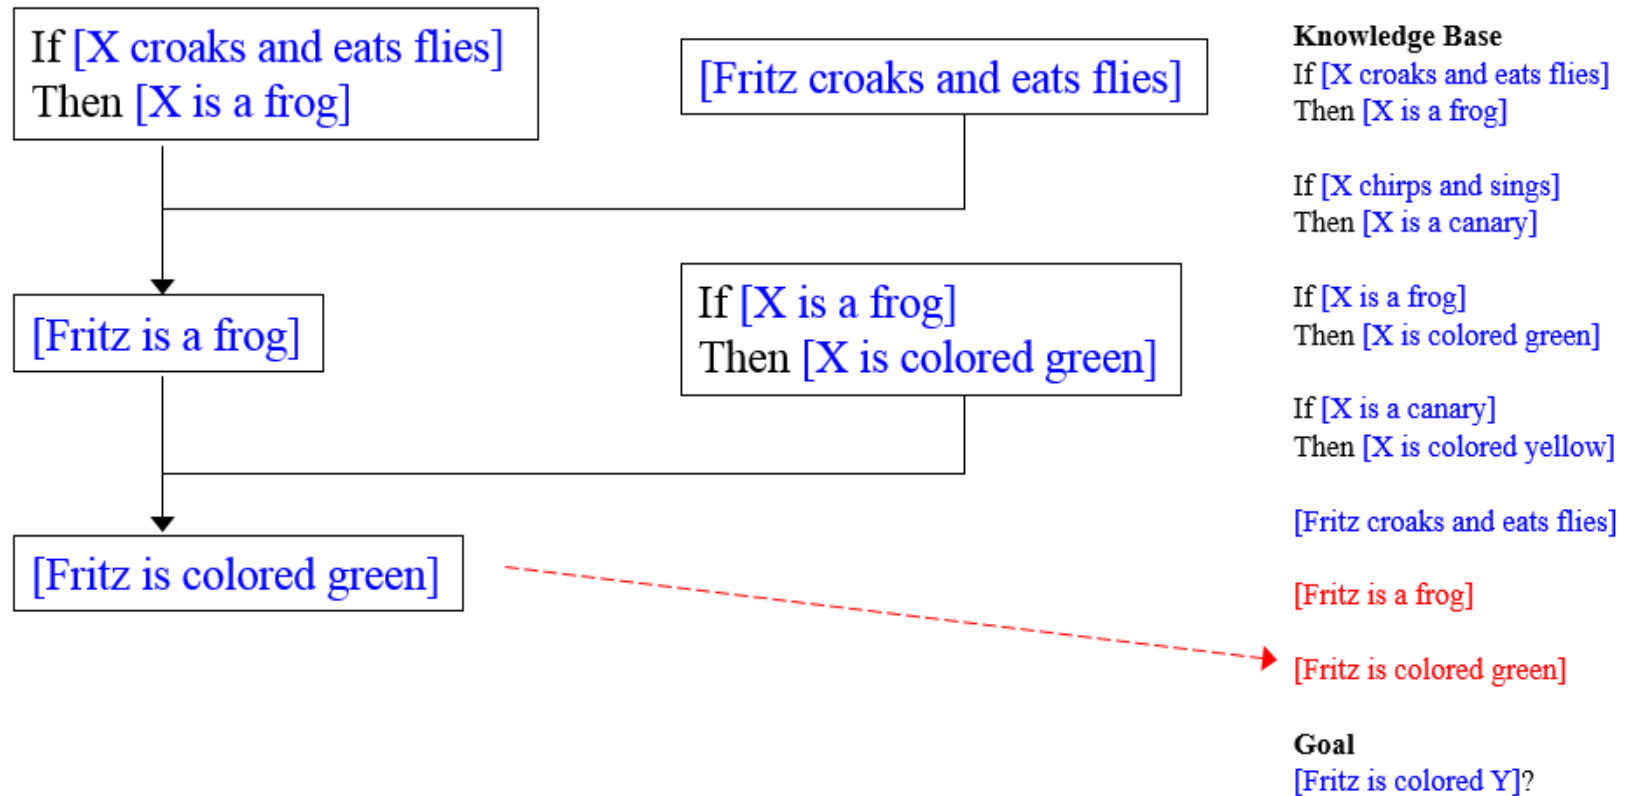 If [X croaks and eats flies]
Then [X is a frog]
[Fritz croaks and eats flies]
[Fritz is a frog]
If [X is a frog]
Then [X is colored green]
[Fritz is colored green]
Knowledge Base
If [X croaks and eats flies]
Then [X is a frog]
If [X chirps and sings]
Then [X is a canary]
If [X is a frog]
Then [X is colored green]
If [X is a canary]
Then [X is colored yellow]
[Fritz croaks and eats flies]
[Fritz is a frog]
[Fritz is colored green]
Goal
[Fritz is colored Y]?